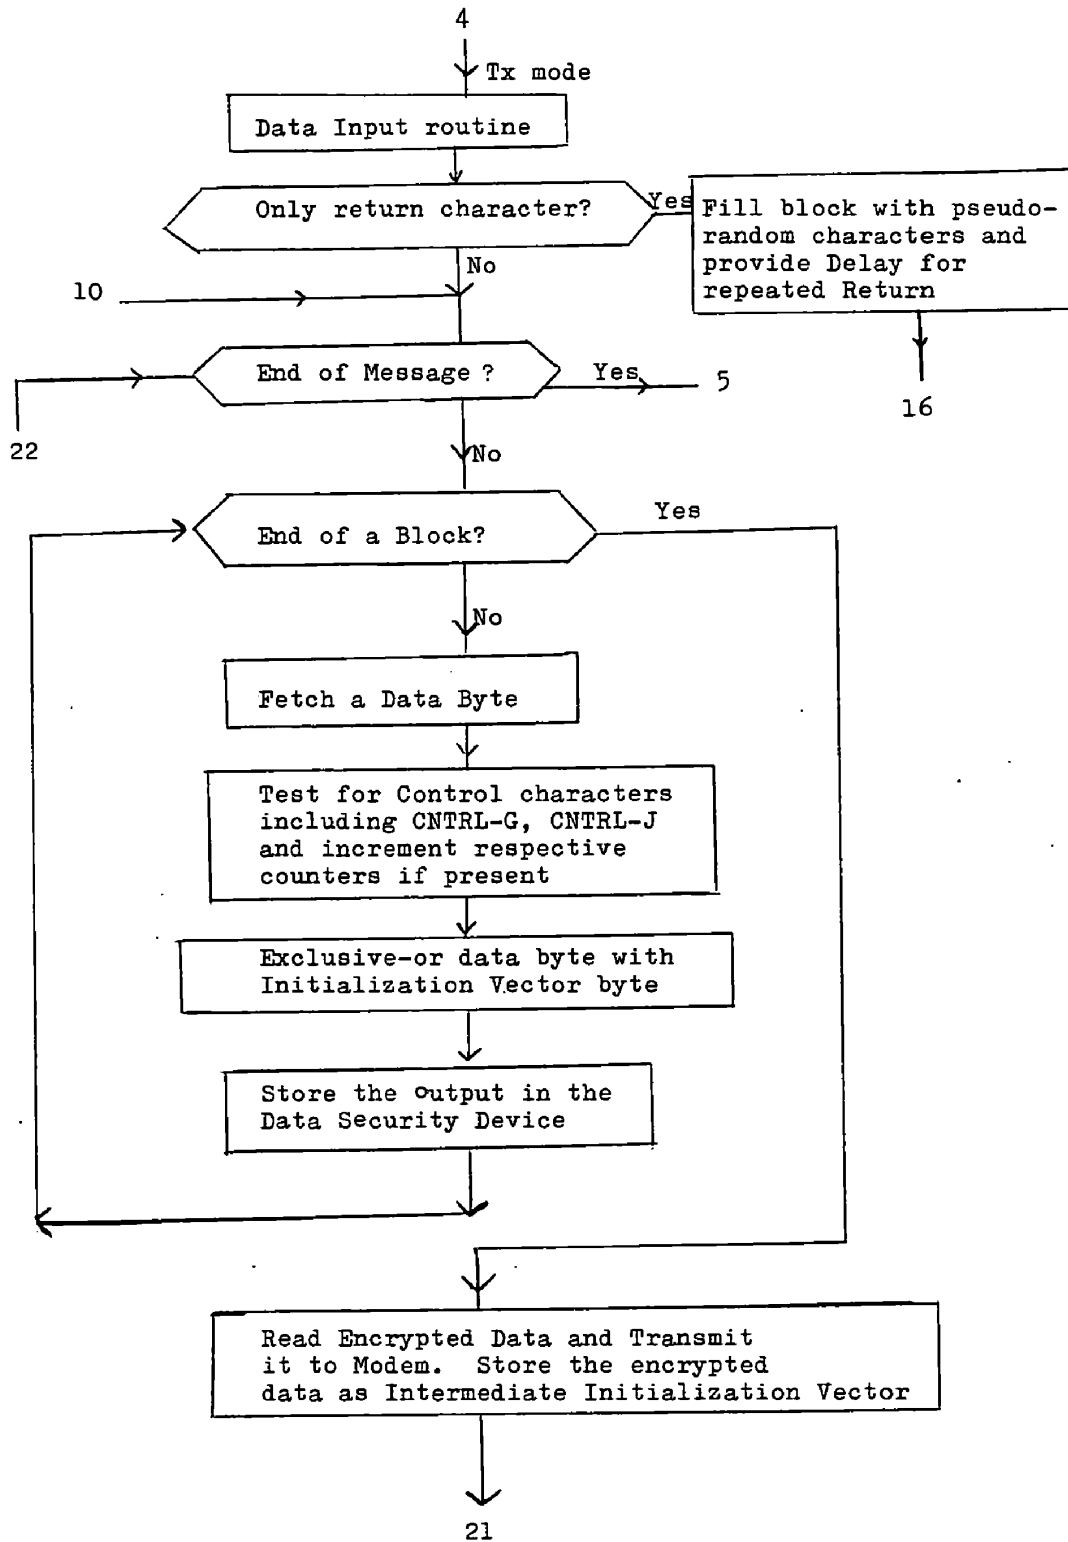 4
Tx mode
Data Input routine
Only return character?
Yes
Fill block with pseudo-
random characters and
provide Delay for
repeated Return
No
10
End of Message ?
Yes
5
16
22
No
End of a Block?
Yes
No
Fetch a Data Byte
Test for Control characters
including CNTRL-G, CNTRL-J
and increment respective
counters if present
Exclusive-or data byte with
Initialization Vector byte
Store the output in the
Data Security Device
Read Encrypted Data and Transmit
it to Modem. Store the encrypted
data as Intermediate Initialization Vector
21